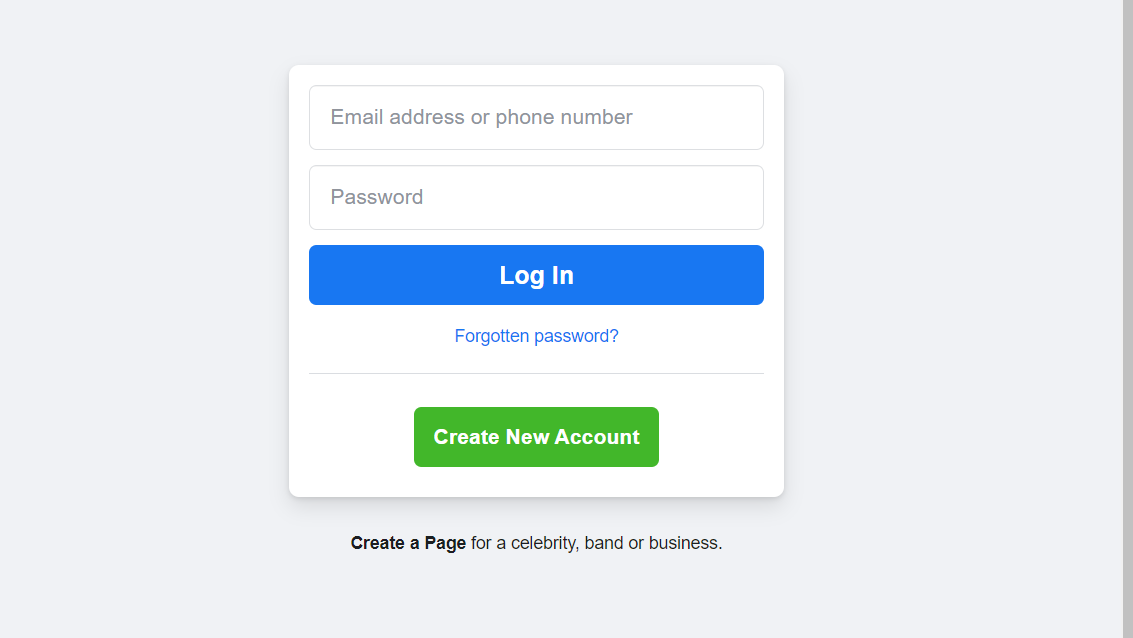 Email address or phone number
Password
Log In
Forgotten password?
Create New Account
Create a Page for a celebrity, band or business.